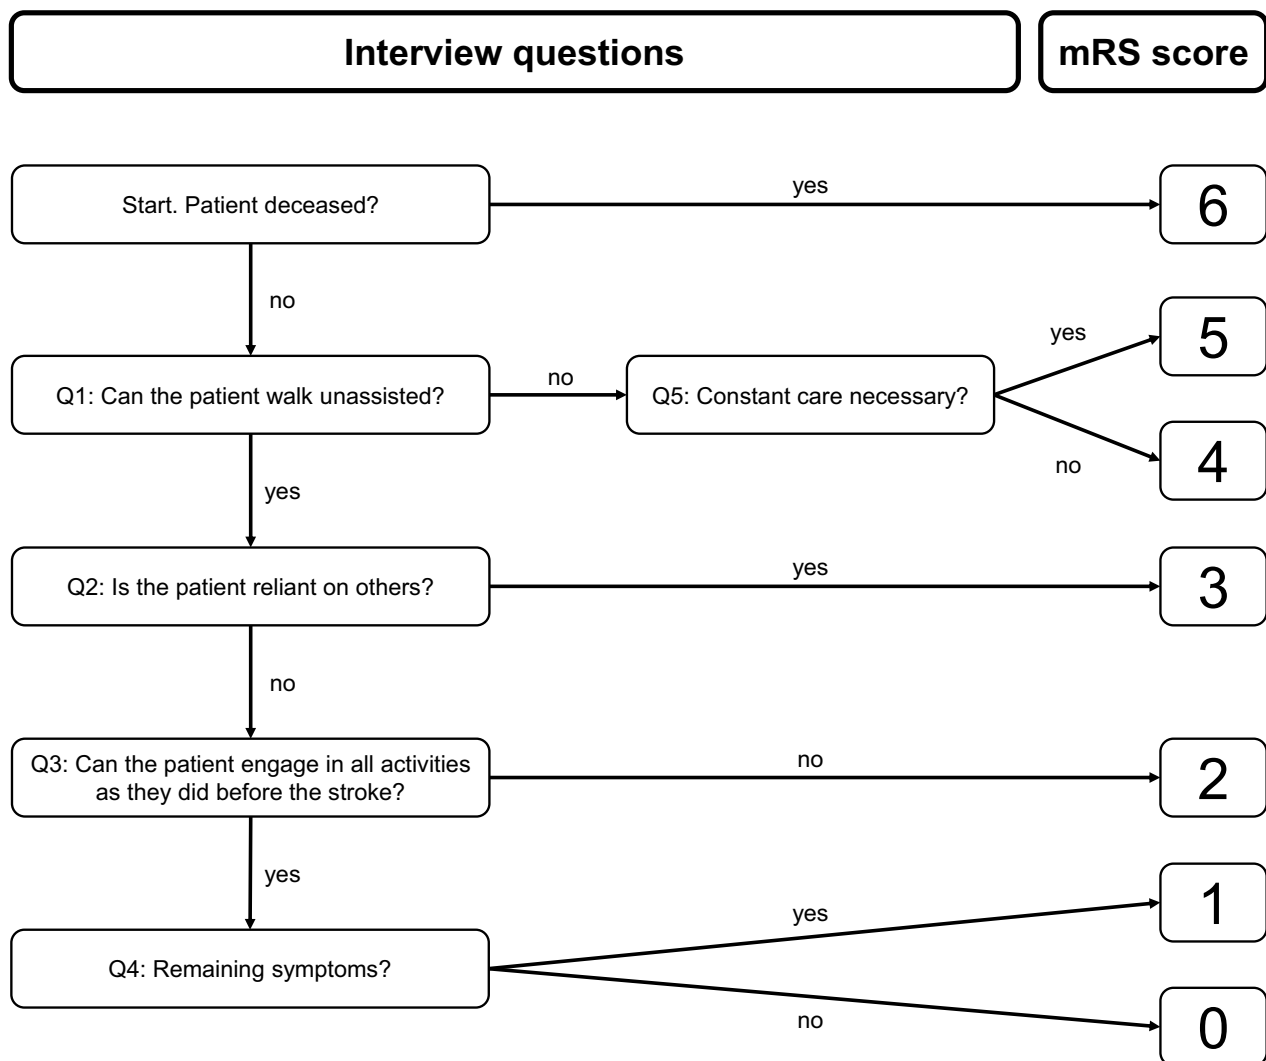 Interview questions
mRS score
Start. Patient deceased?
yes
6
no
Q1: Can the patient walk unassisted?
no
Q5: Constant care necessary?
yes
5
no
4
yes
Q2: Is the patient reliant on others?
yes
3
no
Q3: Can the patient engage in all activities
as they did before the stroke?
no
2
yes
Q4: Remaining symptoms?
yes
1
no
0